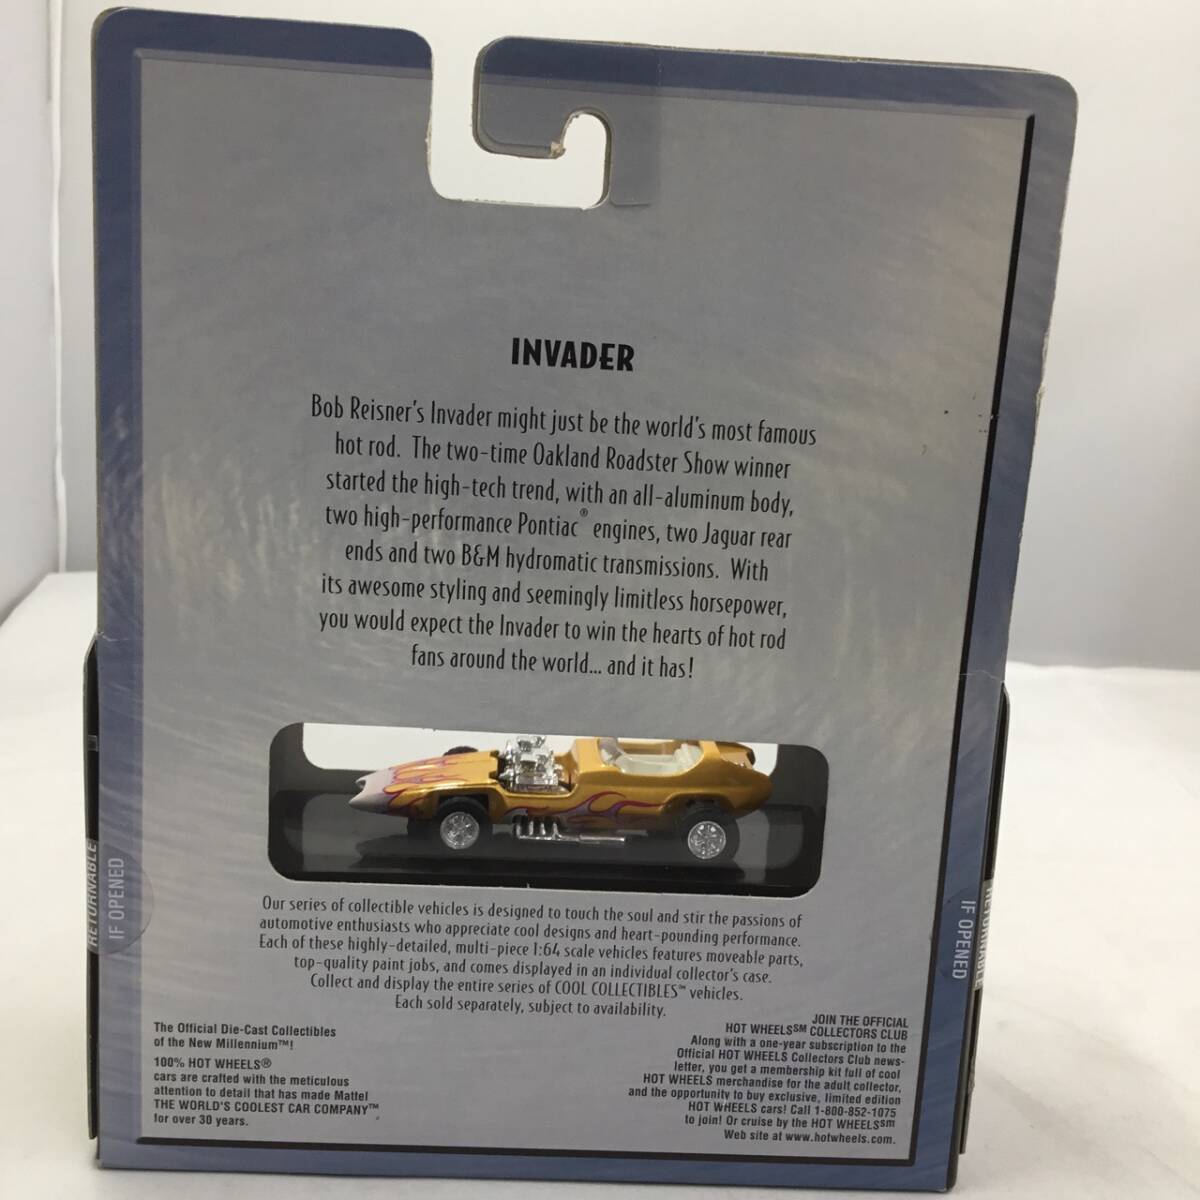 INVADER
Bob Reisner's Invader might just be the world's most famous
hot rod. The two-time Oakland Roadster Show winner
started the high-tech trend, with an all-aluminum body,
two high-performance Pontiac® engines, two Jaguar rear
ends and two B&M hydromatic transmissions. With
its awesome styling and seemingly limitless horsepower,
you would expect the Invader to win the hearts of hot rod
fans around the world... and it has!
RETURNABLE
IF OPENED
RETURNABLE
IF OPENED
Our series of collectible vehicles is designed to touch the soul and stir the passions of
automotive enthusiasts who appreciate cool designs and heart-pounding performance.
Each of these highly-detailed, multi-piece 1:64 scale vehicles features moveable parts,
top-quality paint jobs, and comes displayed in an individual collector's case.
Collect and display the entire series of COOL COLLECTIBLES™ vehicles.
Each sold separately, subject to availability.
The Official Die-Cast Collectibles
of the New Millennium™!
100% HOT WHEELS®
cars are crafted with the meticulous
attention to detail that has made Mattel
THE WORLD'S COOLEST CAR COMPANY™
for over 30 years.
JOIN THE OFFICIAL
HOT WHEELS℠ COLLECTORS CLUB
Along with a one-year subscription to the
Official HOT WHEELS Collectors Club news-
letter, you get a membership kit full of cool
HOT WHEELS merchandise for the adult collector,
and the opportunity to buy exclusive, limited edition
HOT WHEELS cars! Call 1-800-852-1075
to join! Or cruise by the HOT WHEELS℠
Web site at www.hotwheels.com.